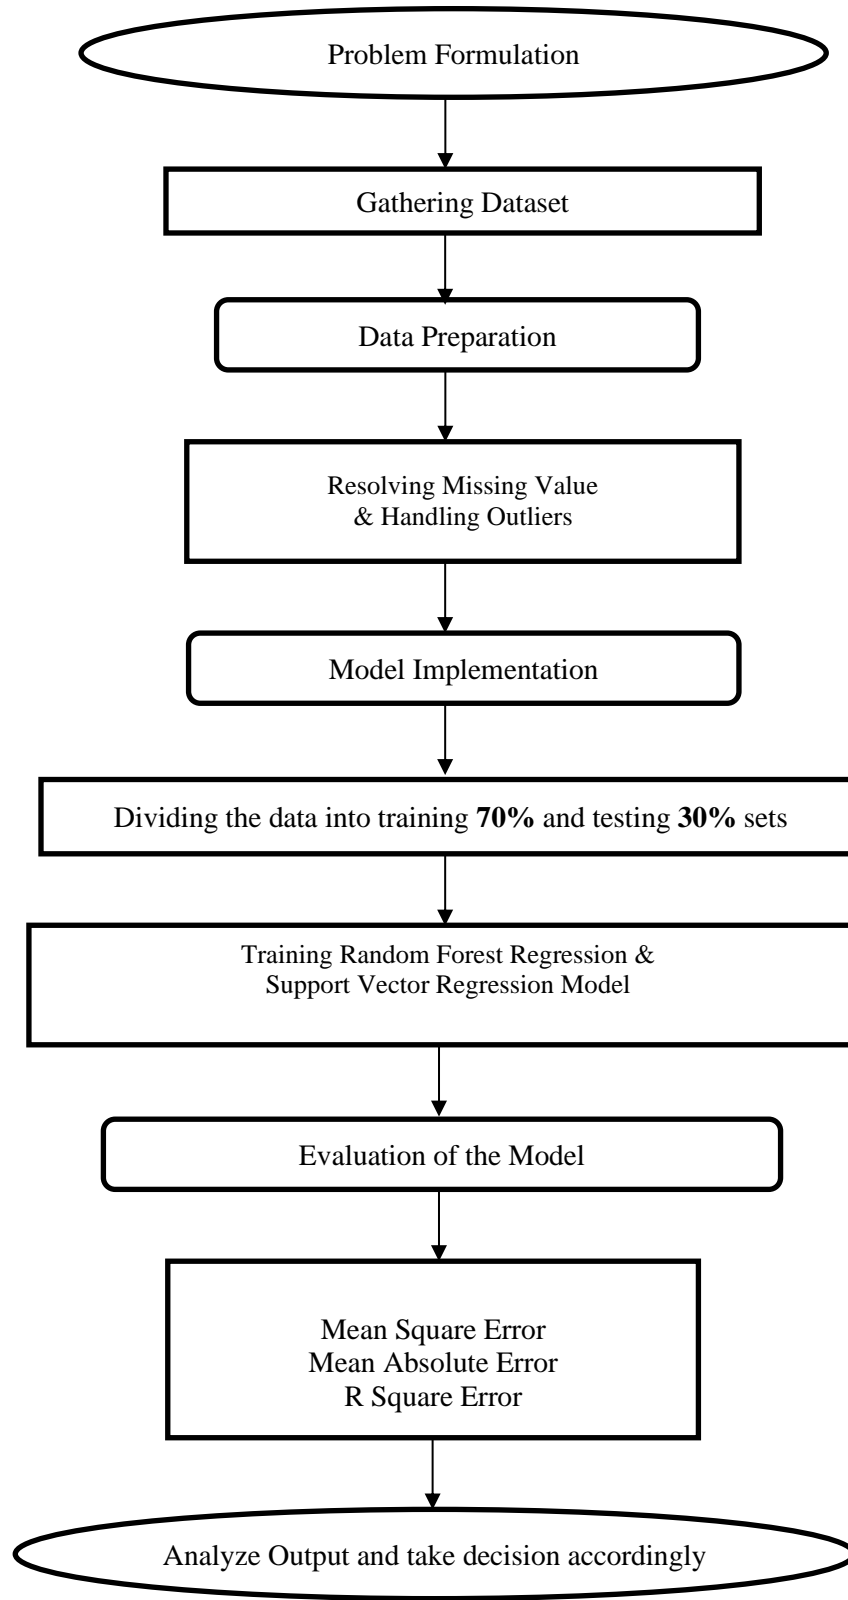 Problem Formulation
Gathering Dataset
Data Preparation
Resolving Missing Value
& Handling Outliers
Model Implementation
Dividing the data into training 70% and testing 30% sets
Training Random Forest Regression &
Support Vector Regression Model
Evaluation of the Model
Mean Square Error
Mean Absolute Error
R Square Error
Analyze Output and take decision accordingly